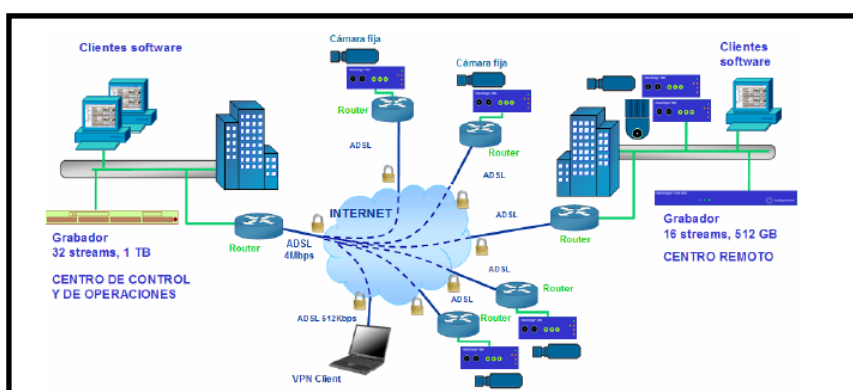 Clientes software
Cámara fija
Cámara fija
Clientes
software
Router
Router
ADSL
ADSL
INTERNET
ADSL
Router
Router
ADSL
4Mbps
Grabador
32 streams, 1 TB
CENTRO DE CONTROL
Y DE OPERACIONES
Grabador
16 streams, 512 GB
CENTRO REMOTO
ADSL
Router
ADSL
Router
ADSL 512Kbps
VPN Client